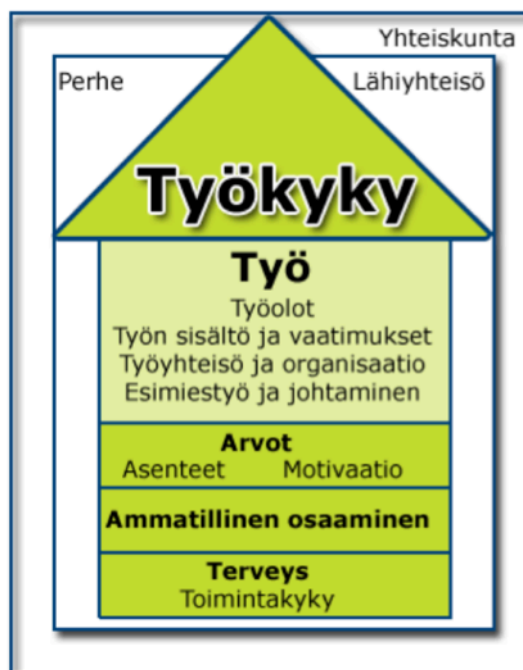 Yhteiskunta
Perhe Lähiyhteisö
Työkyky
Työ
Työolot
Työn sisältö ja vaatimukset
Työyhteisö ja organisaatio
Esimiestyö ja johtaminen
Arvot
Asenteet Motivaatio
Ammatillinen osaaminen
Terveys
Toimintakyky